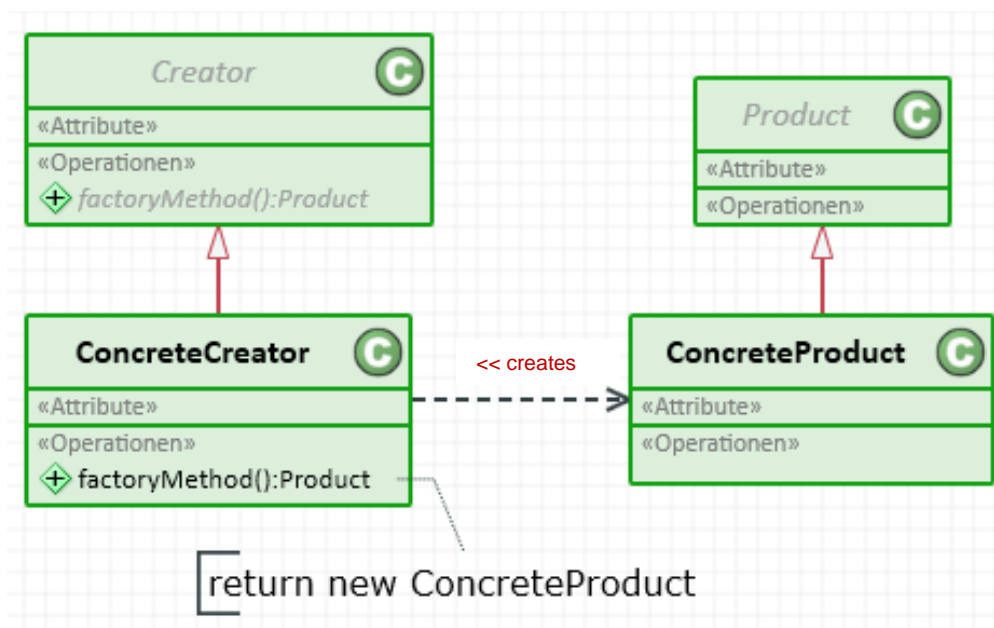 Creator
C
«Attribute»
«Operationen»
+ factoryMethod():Product
Product
C
«Attribute»
«Operationen»
ConcreteCreator
C
«Attribute»
«Operationen»
+ factoryMethod():Product
<< creates
ConcreteProduct
C
«Attribute»
«Operationen»
return new ConcreteProduct